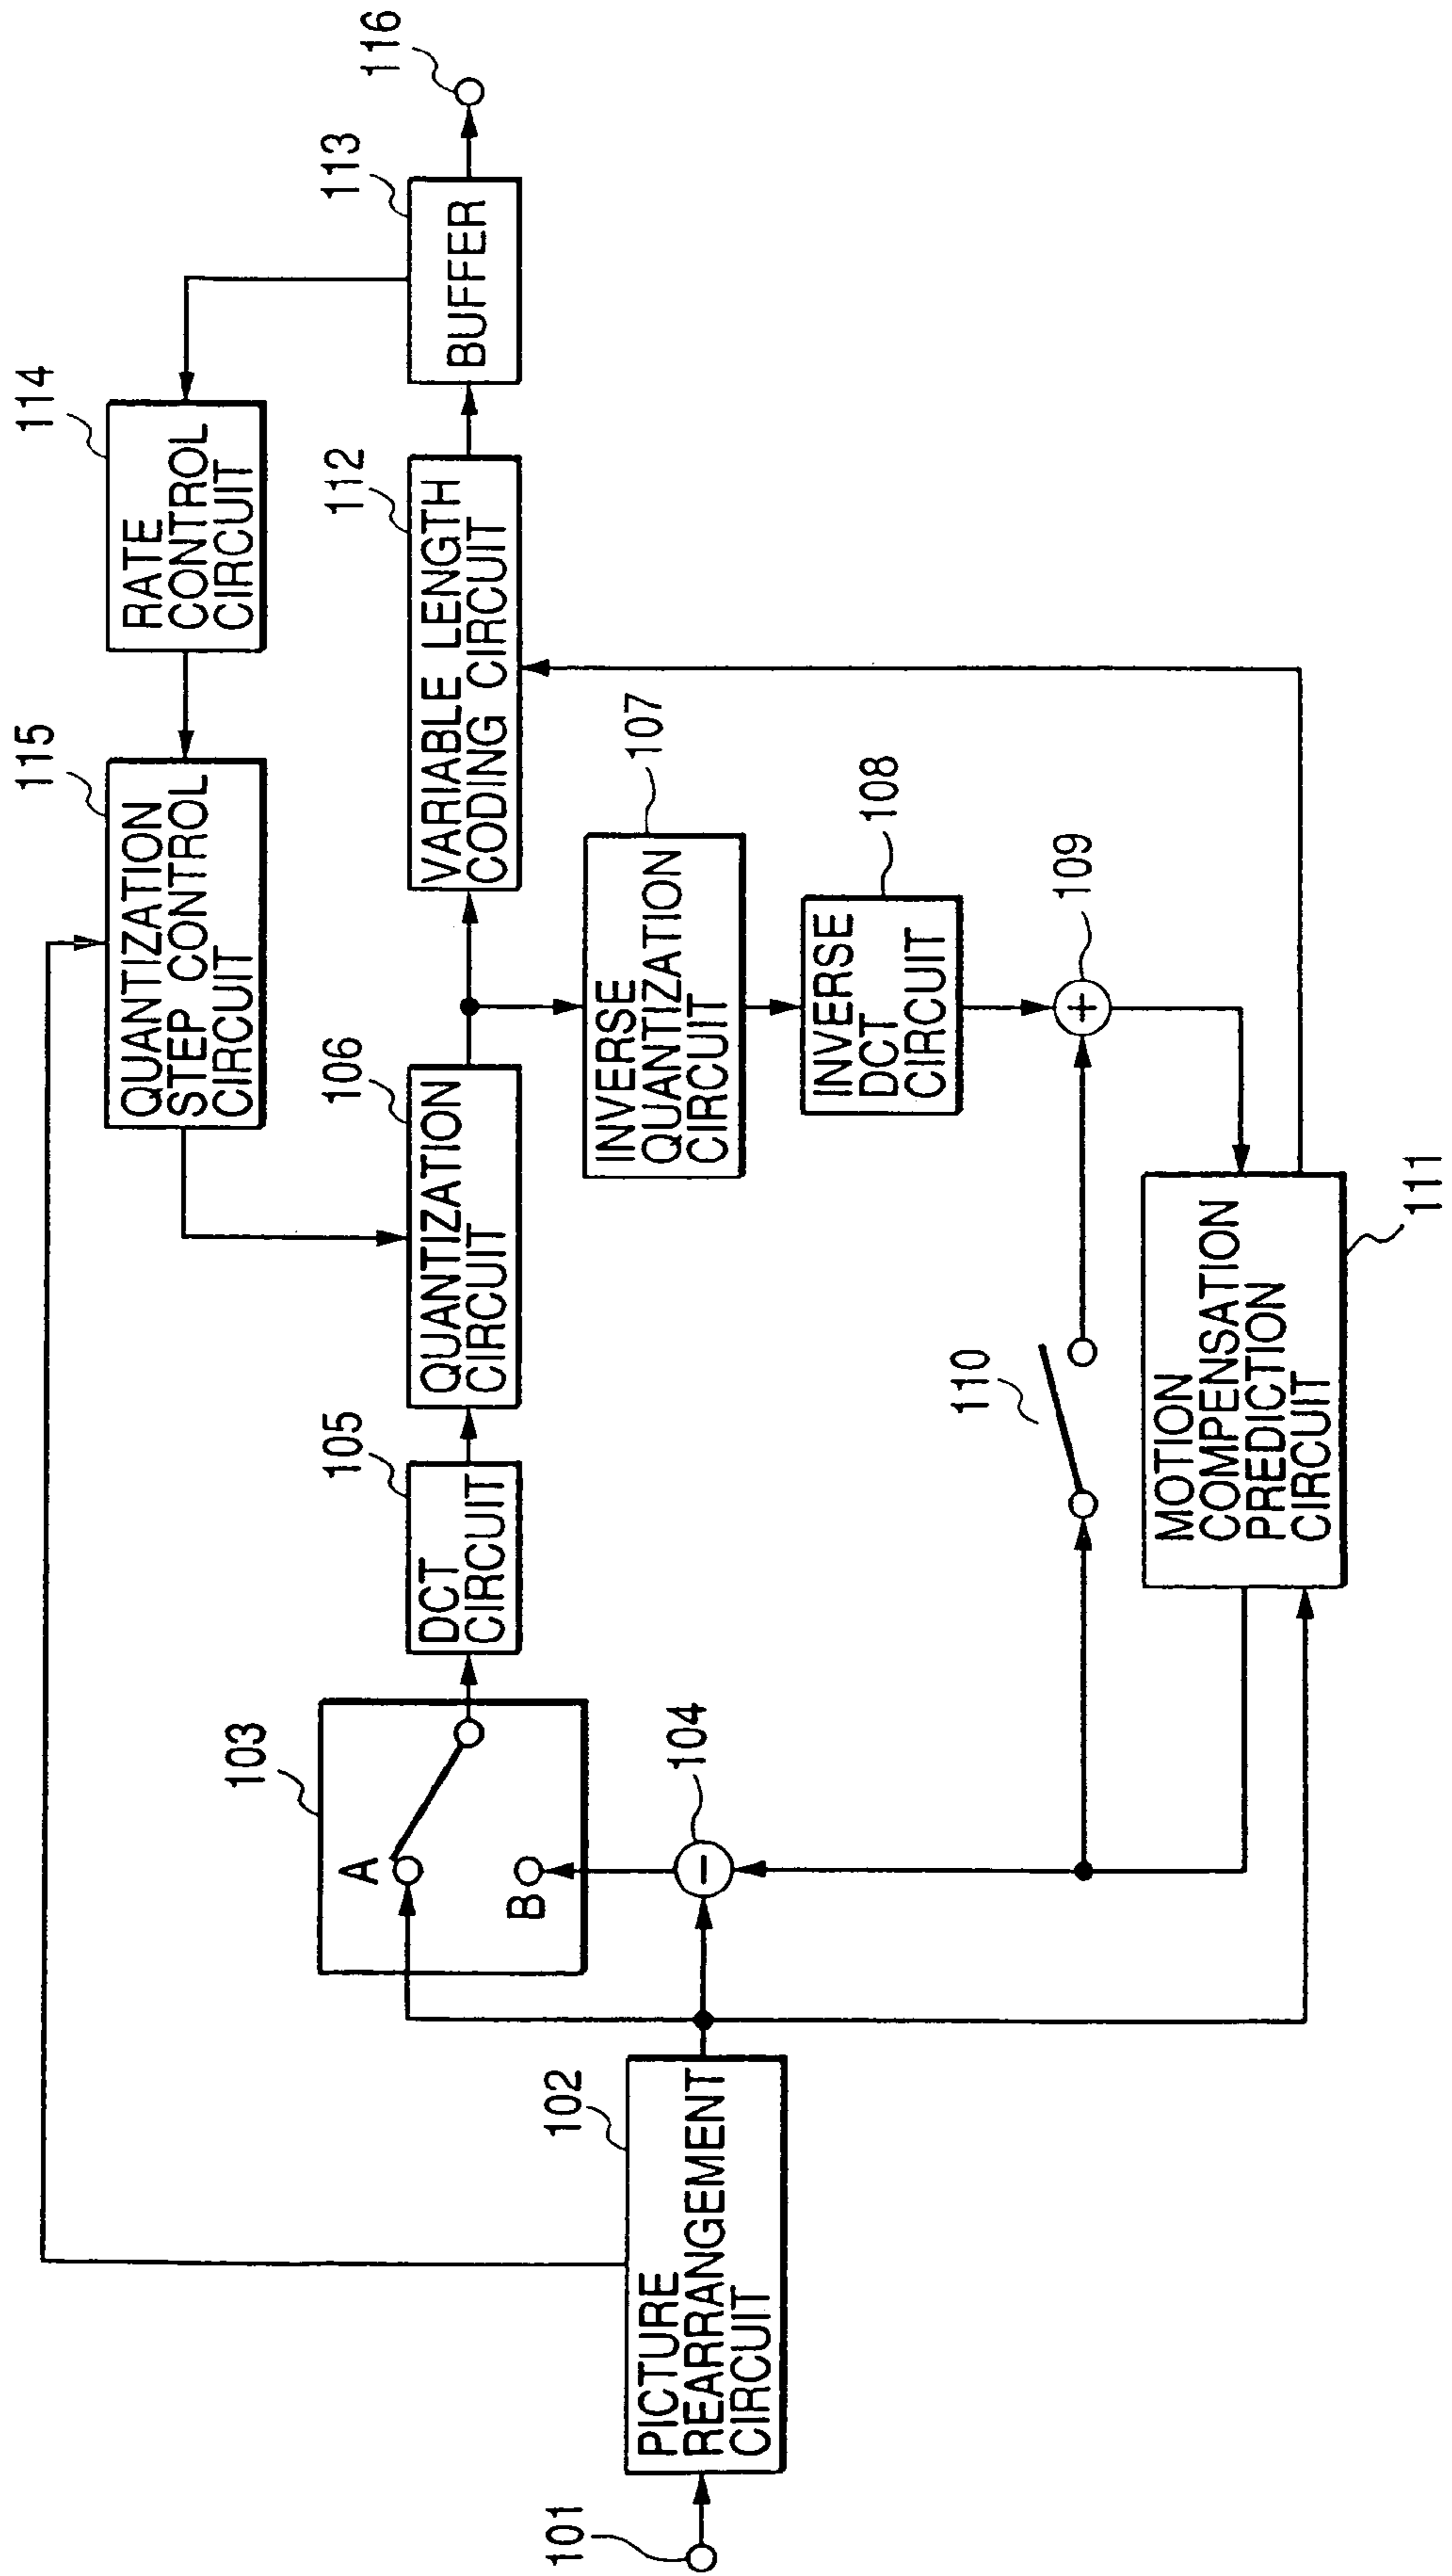 101
PICTURE
REARRANGEMENT
CIRCUIT
102
103
A
B
104
DCT
CIRCUIT
105
QUANTIZATION
CIRCUIT
106
QUANTIZATION
STEP CONTROL
CIRCUIT
115
RATE
CONTROL
CIRCUIT
114
VARIABLE LENGTH
CODING CIRCUIT
112
BUFFER
113
116
INVERSE
QUANTIZATION
CIRCUIT
107
INVERSE
DCT
CIRCUIT
108
+
109
110
MOTION
COMPENSATION
PREDICTION
CIRCUIT
111